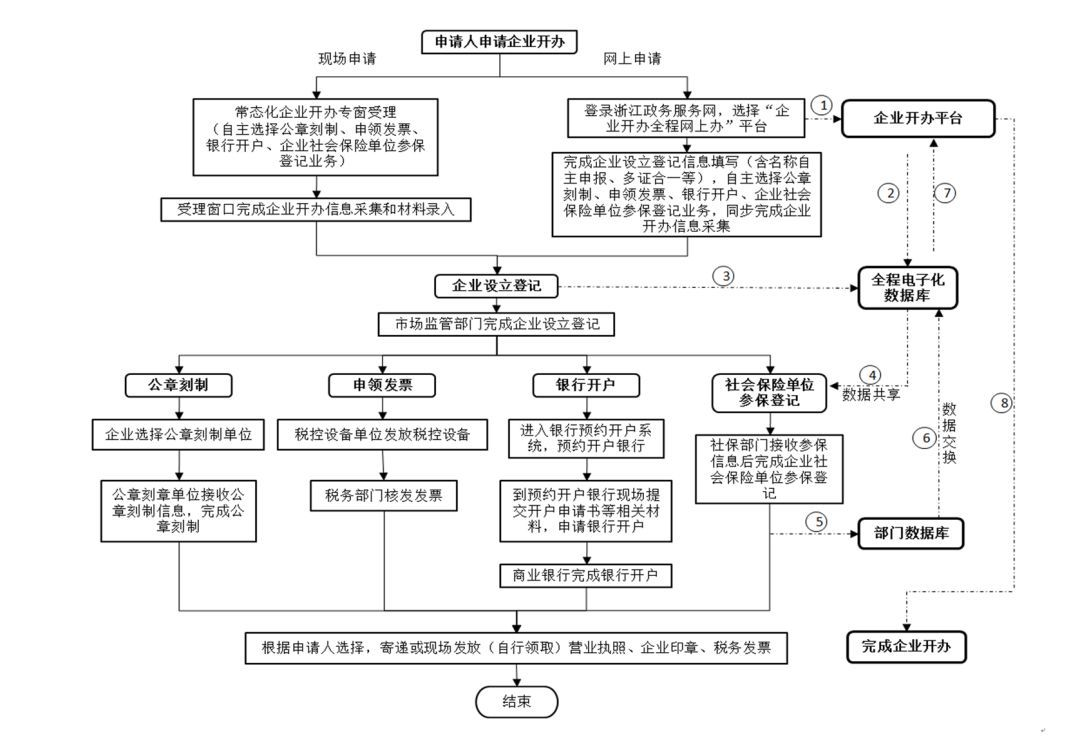 申请人申请企业开办
现场申请
网上申请
常态化企业开办专窗受理
（自主选择公章刻制、申领发票、
银行开户、企业社会保险单位参保
登记业务）
受理窗口完成企业开办信息采集和材料录入
登录浙江政务服务网，选择“企
业开办全程网上办”平台
完成企业设立登记信息填写（含名称自
主申报、多证合一等），自主选择公章
刻制、申领发票、银行开户、企业社会
保险单位参保登记业务，同步完成企业
开办信息采集
①
企业开办平台
②
⑦
企业设立登记
③
全程电子化
数据库
市场监管部门完成企业设立登记
公章刻制
申领发票
银行开户
社会保险单位
参保登记
④
数据共享
⑧
企业选择公章刻制单位
税控设备单位发放税控设备
进入银行预约开户系
统，预约开户银行
社保部门接收参保
信息后完成企业社
会保险单位参保登
记
⑥
数据交换
公章刻章单位接收公
章刻制信息，完成公
章刻制
税务部门核发发票
到预约开户银行现场提
交开户申请书等相关材
料，申请银行开户
⑤
部门数据库
商业银行完成银行开户
根据申请人选择，寄递或现场发放（自行领取）营业执照、企业印章、税务发票
完成企业开办
结束